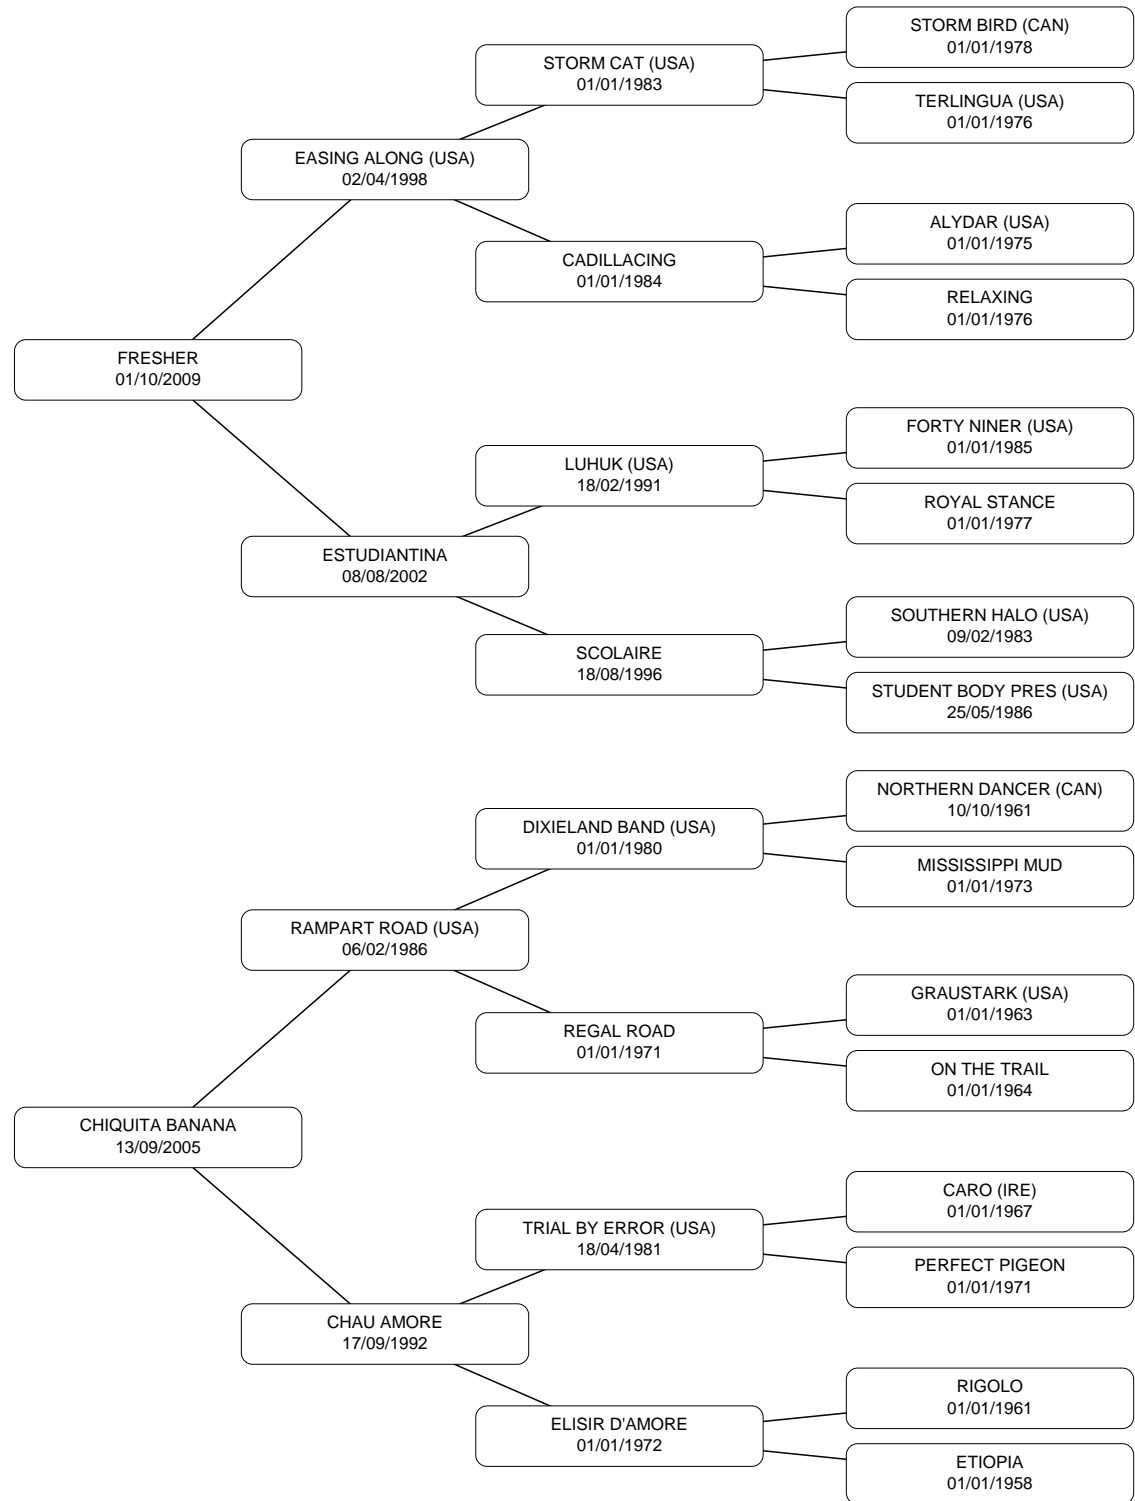 STORM BIRD (CAN)
01/01/1978
STORM CAT (USA)
01/01/1983
TERLINGUA (USA)
01/01/1976
EASING ALONG (USA)
02/04/1998
ALYDAR (USA)
01/01/1975
CADILLACING
01/01/1984
RELAXING
01/01/1976
FRESHER
01/10/2009
FORTY NINER (USA)
01/01/1985
LUHUK (USA)
18/02/1991
ROYAL STANCE
01/01/1977
ESTUDIANTINA
08/08/2002
SOUTHERN HALO (USA)
09/02/1983
SCOLAIRE
18/08/1996
STUDENT BODY PRES (USA)
25/05/1986
NORTHERN DANCER (CAN)
10/10/1961
DIXIELAND BAND (USA)
01/01/1980
MISSISSIPPI MUD
01/01/1973
RAMPART ROAD (USA)
06/02/1986
GRAUSTARK (USA)
01/01/1963
REGAL ROAD
01/01/1971
ON THE TRAIL
01/01/1964
CHIQUITA BANANA
13/09/2005
CARO (IRE)
01/01/1967
TRIAL BY ERROR (USA)
18/04/1981
PERFECT PIGEON
01/01/1971
CHAU AMORE
17/09/1992
RIGOLO
01/01/1961
ELISIR D'AMORE
01/01/1972
ETIOPIA
01/01/1958